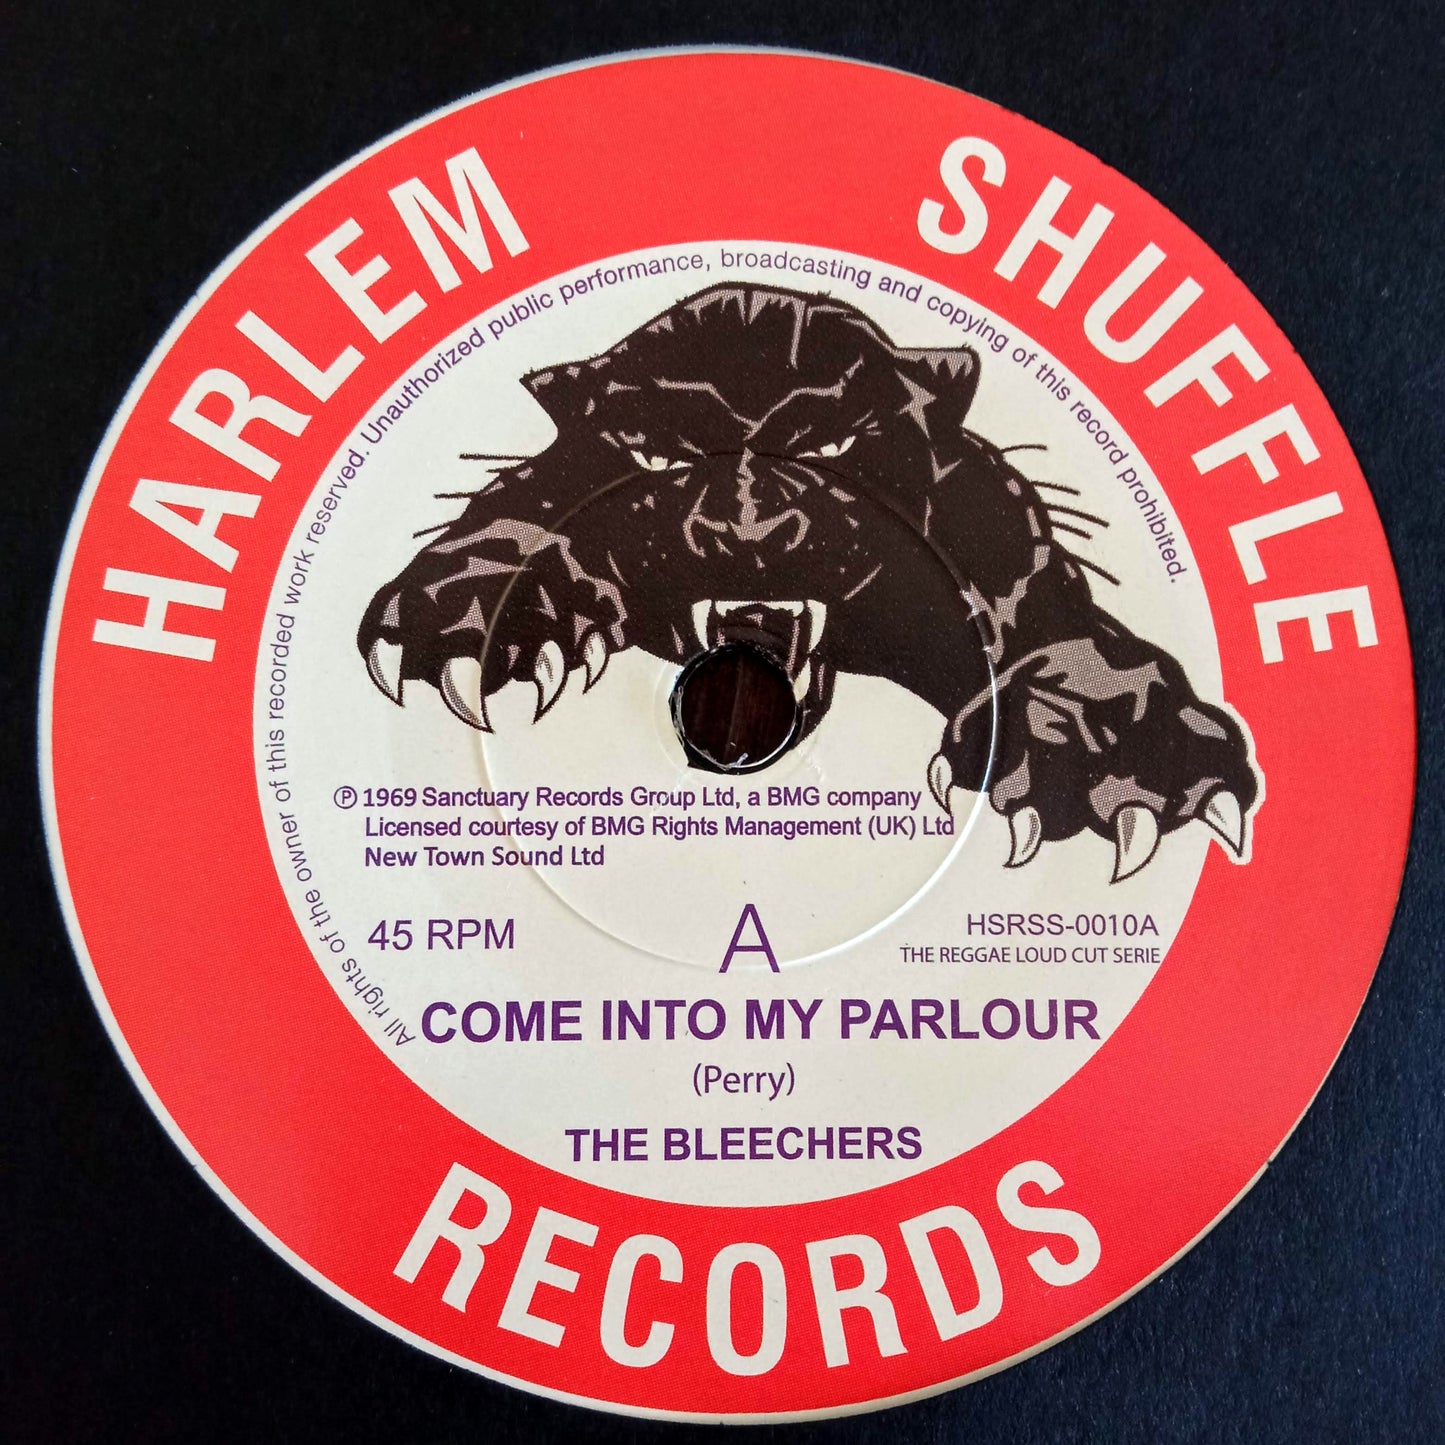 HARLEM SHUFFLE
All rights of the owner of this recorded work reserved. Unauthorized public performance, broadcasting and copying of this record prohibited.
℗ 1969 Sanctuary Records Group Ltd, a BMG company
Licensed courtesy of BMG Rights Management (UK) Ltd
New Town Sound Ltd
45 RPM A HSRSS-0010A
THE REGGAE LOUD CUT SERIE
COME INTO MY PARLOUR
(Perry)
THE BLEECHERS
RECORDS